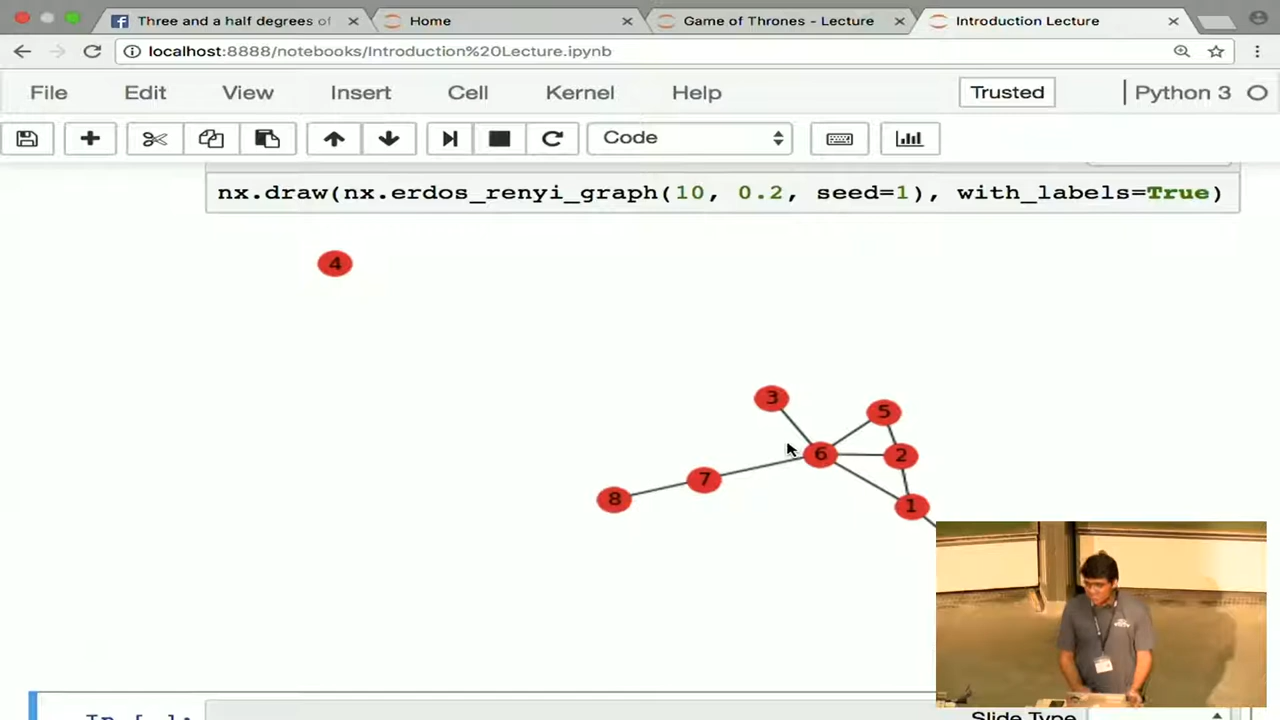 Three and a half degrees of
Home
Game of Thrones - Lecture
Introduction Lecture
localhost:8888/notebooks/Introduction%20Lecture.ipynb
File Edit View Insert Cell Kernel Help Trusted Python 3
Code
nx.draw(nx.erdos_renyi_graph(10, 0.2, seed=1), with_labels=True)
4
3
5
6
2
7
8
1
Slide Type